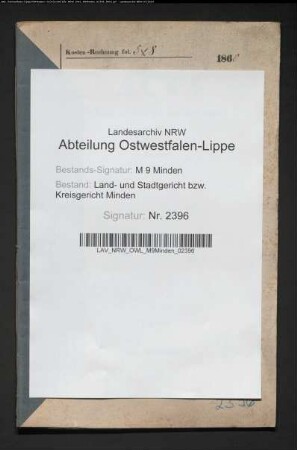 Kosten-Rechnung fol.
186
Landesarchiv NRW
Abteilung Ostwestfalen-Lippe
Bestands-Signatur: M 9 Minden
Bestand: Land- und Stadtgericht bzw.
Kreisgericht Minden
Signatur: Nr. 2396
LAV_NRW_OWL_M9Minden_02396